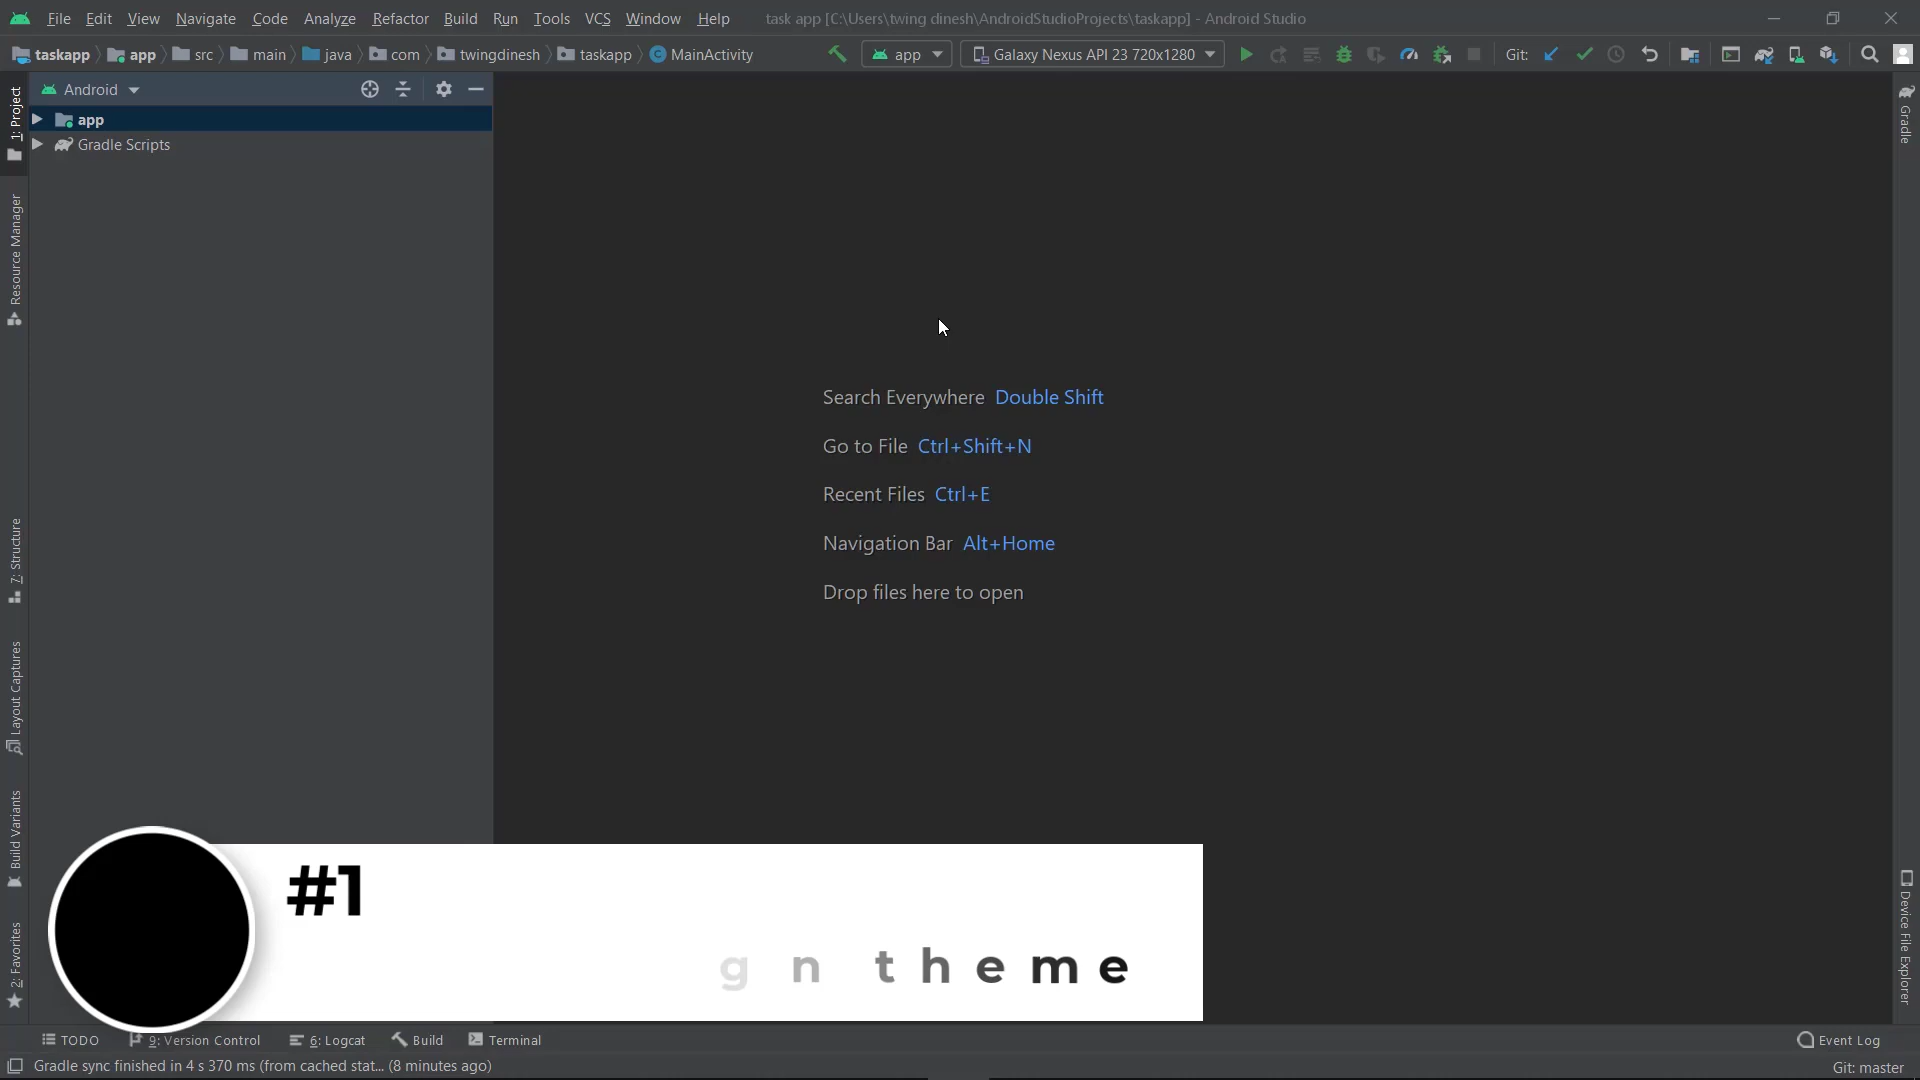 File Edit View Navigate Code Analyze Refactor Build Run Tools VCS Window Help task app [C:\Users\twing dinesh\AndroidStudioProjects\taskapp] - Android Studio
taskapp app src main java com twingdinesh taskapp MainActivity app Galaxy Nexus API 23 720x1280 Git:
Android
app
Gradle Scripts
1: Project
Resource Manager
7: Structure
Layout Captures
Build Variants
2: Favorites
Search Everywhere Double Shift
Go to File Ctrl+Shift+N
Recent Files Ctrl+E
Navigation Bar Alt+Home
Drop files here to open
Gradle
Device File Explorer
#1
g n theme
TODO 9: Version Control 6: Logcat Build Terminal Event Log
Gradle sync finished in 4 s 370 ms (from cached stat... (8 minutes ago) Git: master